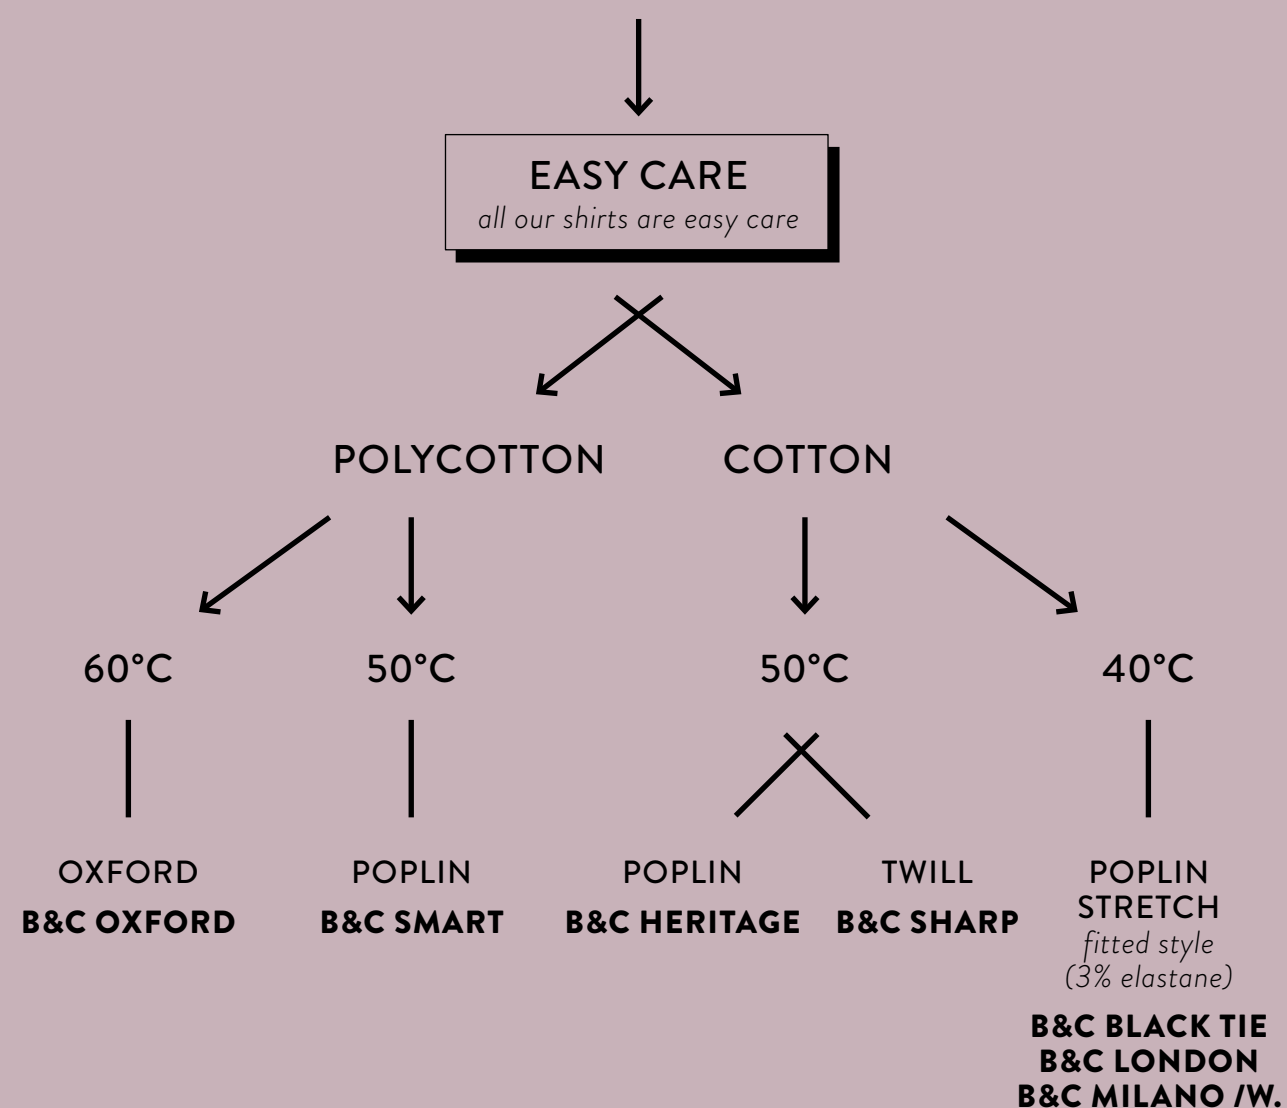 EASY CARE
all our shirts are easy care
POLYCOTTON
COTTON
60°C
50°C
50°C
40°C
OXFORD
B&C OXFORD
POPLIN
B&C SMART
POPLIN
B&C HERITAGE
TWILL
B&C SHARP
POPLIN
STRETCH
fitted style
(3% elastane)
B&C BLACK TIE
B&C LONDON
B&C MILANO /W.